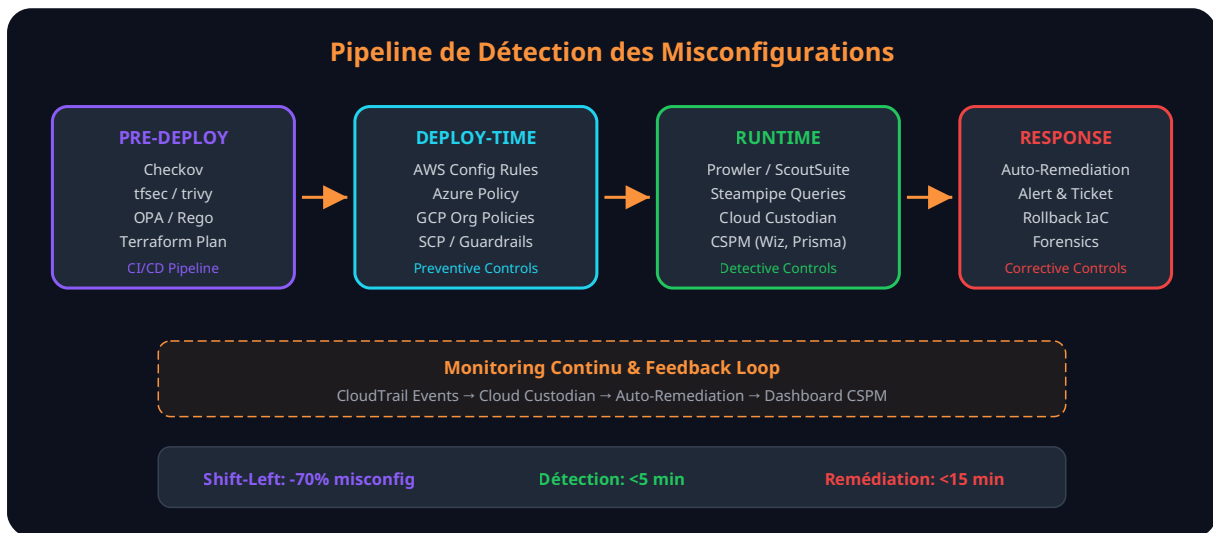 Pipeline de Détection des Misconfigurations
PRE-DEPLOY
Checkov
tfsec / trivy
OPA / Rego
Terraform Plan
CI/CD Pipeline
DEPLOY-TIME
AWS Config Rules
Azure Policy
GCP Org Policies
SCP / Guardrails
Preventive Controls
RUNTIME
Prowler / ScoutSuite
Steampipe Queries
Cloud Custodian
CSPM (Wiz, Prisma)
Detective Controls
RESPONSE
Auto-Remediation
Alert & Ticket
Rollback IaC
Forensics
Corrective Controls
Monitoring Continu & Feedback Loop
CloudTrail Events → Cloud Custodian → Auto-Remediation → Dashboard CSPM
Shift-Left: -70% misconfig
Détection: <5 min
Remédiation: <15 min